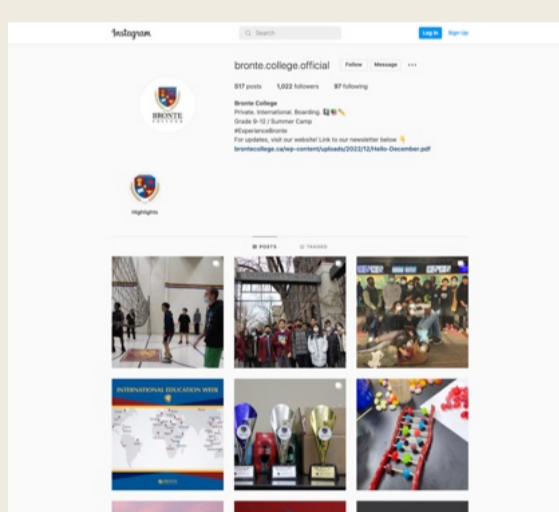 Instagram
Search
Log In
Sign Up
bronte.college.official
Follow
Message
517 posts 1,022 followers 97 following
Bronte College
Private. International. Boarding.
Grade 9-12 / Summer Camp
#ExperienceBronte
For updates, visit our website! Link to our newsletter below 👇
brontecollege.ca/wp-content/uploads/2022/12/Hello-December.pdf
BRONTE
COLLEGE
Highlights
POSTS
TAGGED
INTERNATIONAL EDUCATION WEEK